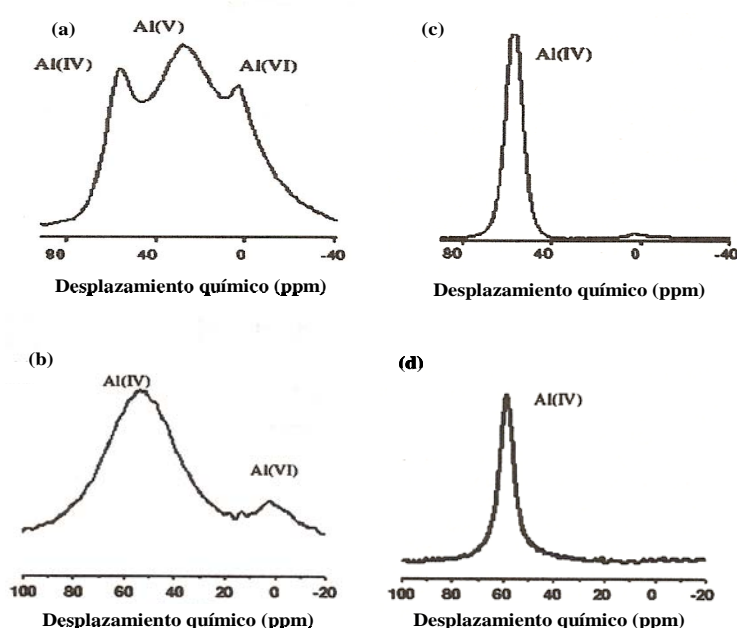 (a)
Al(IV)
Al(V)
Al(VI)
80 40 0 -40
Desplazamiento químico (ppm)
(c)
Al(IV)
80 40 0 -40
Desplazamiento químico (ppm)
(b)
Al(IV)
Al(VI)
100 80 60 40 20 0 -20
Desplazamiento químico (ppm)
(d)
Al(IV)
100 80 60 40 20 0 -20
Desplazamiento químico (ppm)